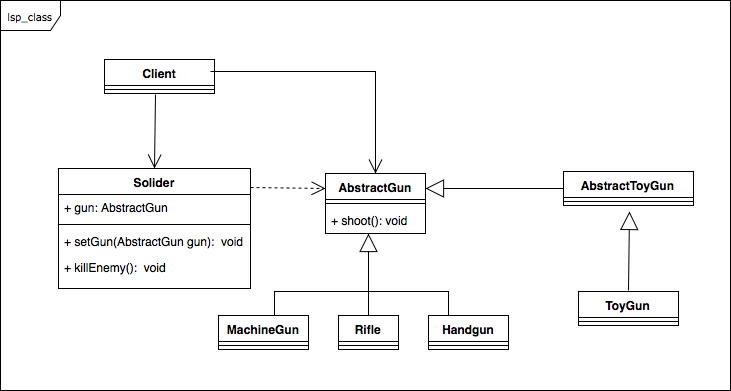 lsp_class
Client
Solider
+ gun: AbstractGun
+ setGun(AbstractGun gun): void
+ killEnemy(): void
AbstractGun
+ shoot(): void
AbstractToyGun
ToyGun
MachineGun
Rifle
Handgun